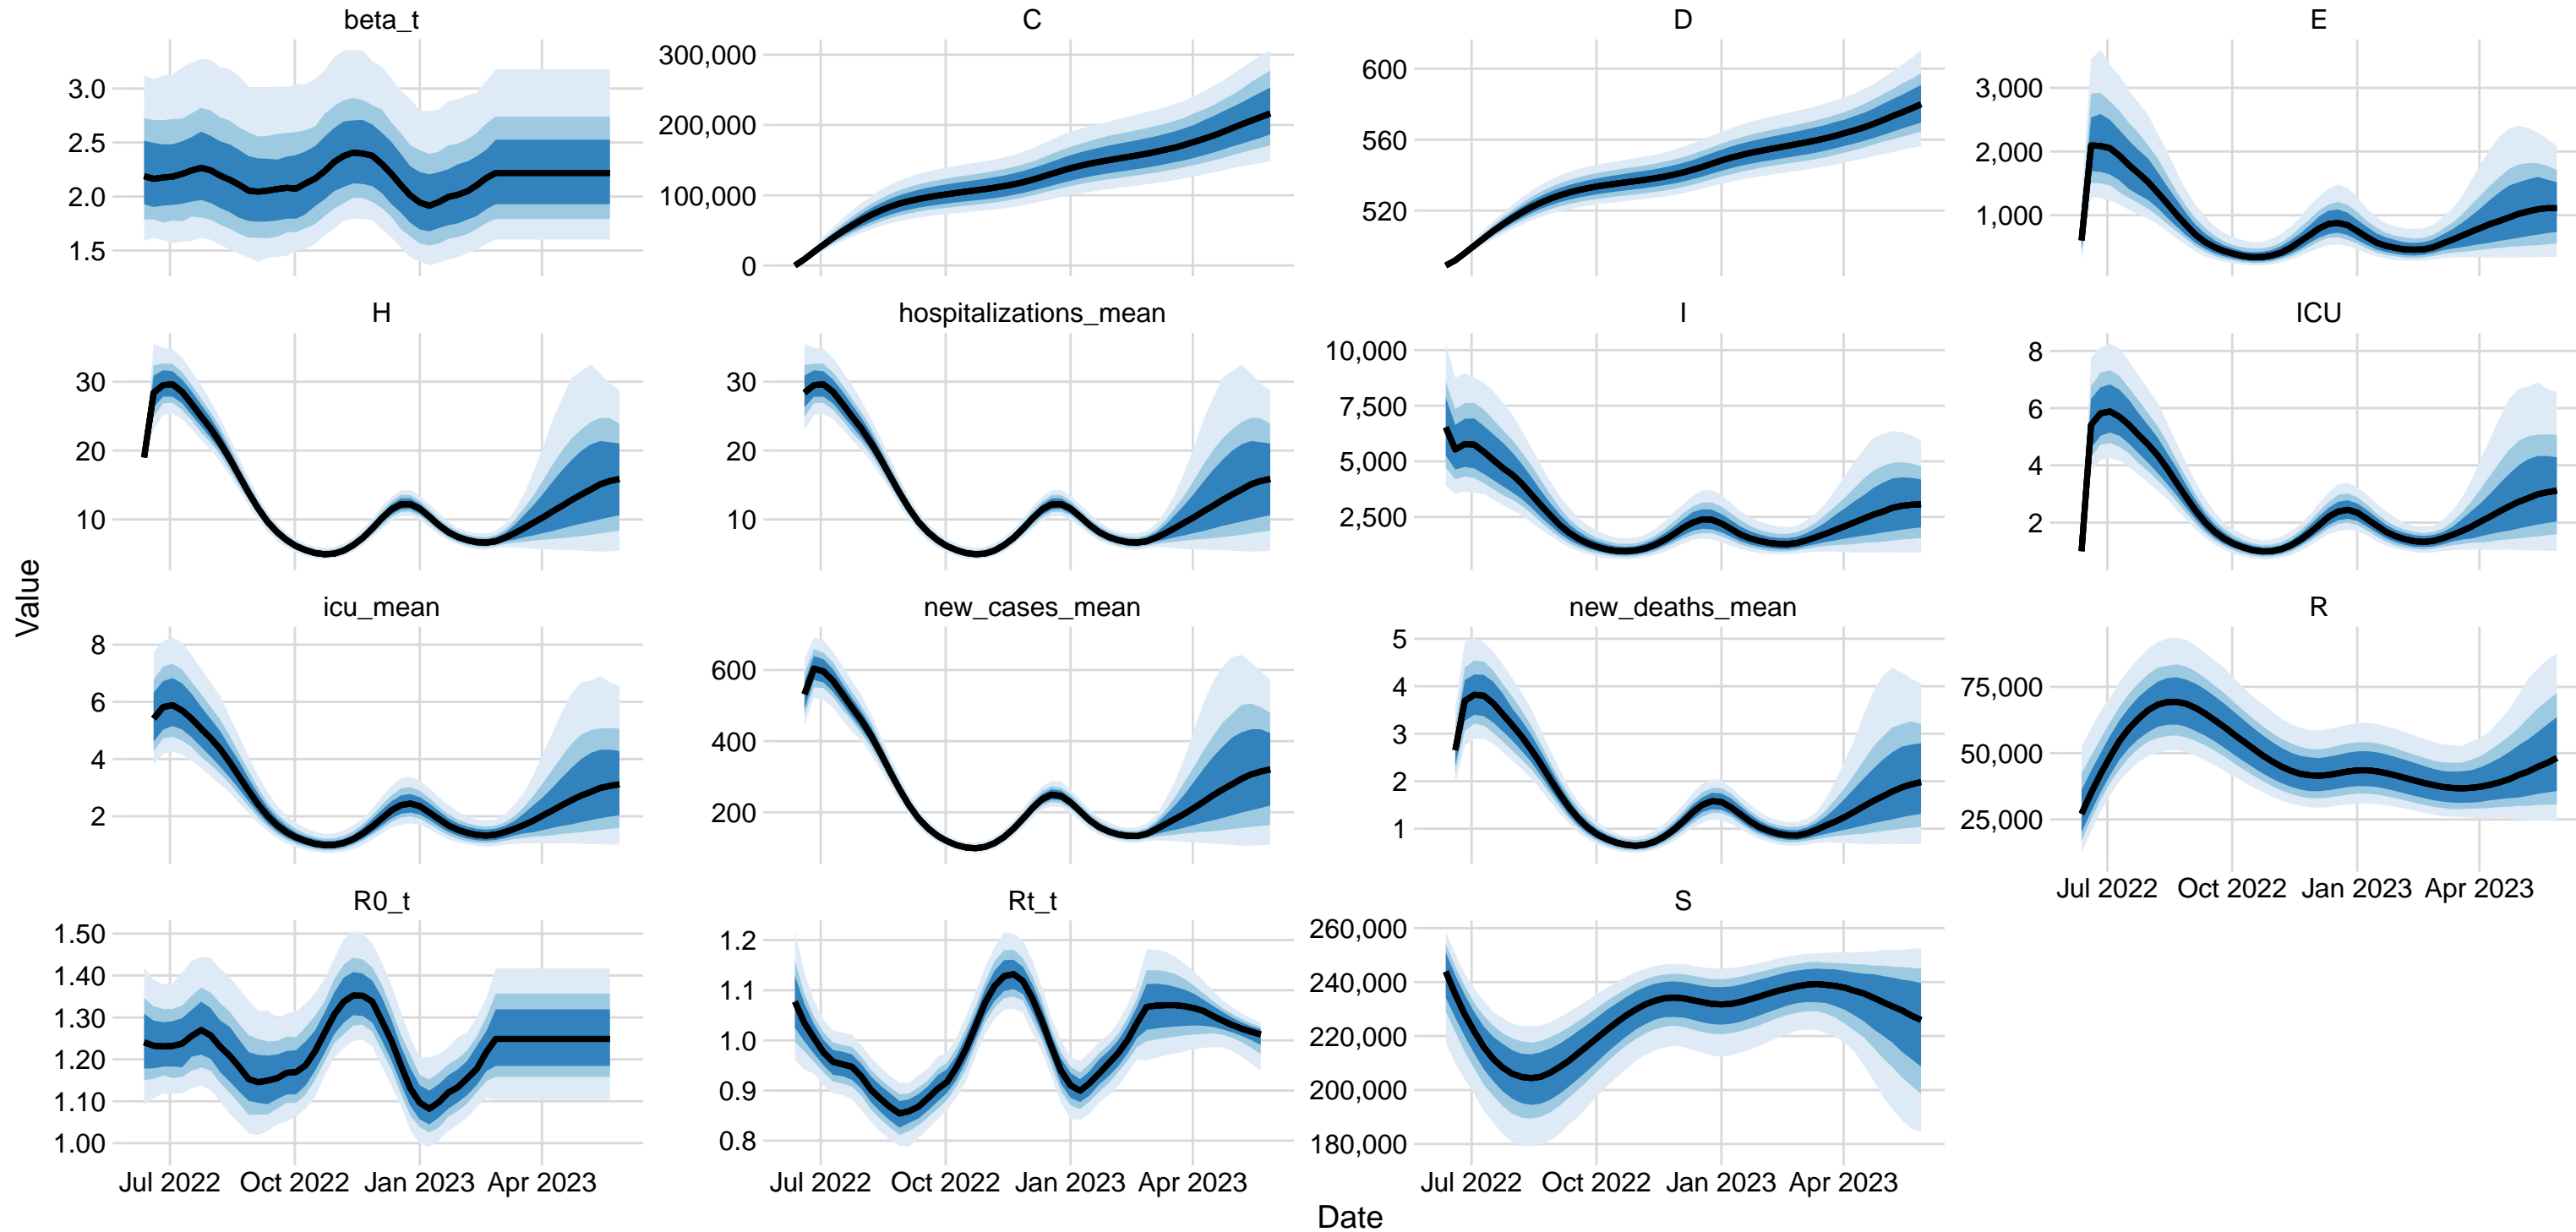 beta_t
C
D
E
3.0
2.5
2.0
1.5
300,000
200,000
100,000
0
600
560
520
3,000
2,000
1,000
H
hospitalizations_mean
I
ICU
30
20
10
30
20
10
10,000
7,500
5,000
2,500
8
6
4
2
Value
icu_mean
new_cases_mean
new_deaths_mean
R
8
6
4
2
600
400
200
5
4
3
2
1
75,000
50,000
25,000
Jul 2022 Oct 2022 Jan 2023 Apr 2023
R0_t
Rt_t
S
1.50
1.40
1.30
1.20
1.10
1.00
1.2
1.1
1.0
0.9
0.8
260,000
240,000
220,000
200,000
180,000
Jul 2022 Oct 2022 Jan 2023 Apr 2023
Jul 2022 Oct 2022 Jan 2023 Apr 2023
Jul 2022 Oct 2022 Jan 2023 Apr 2023
Date